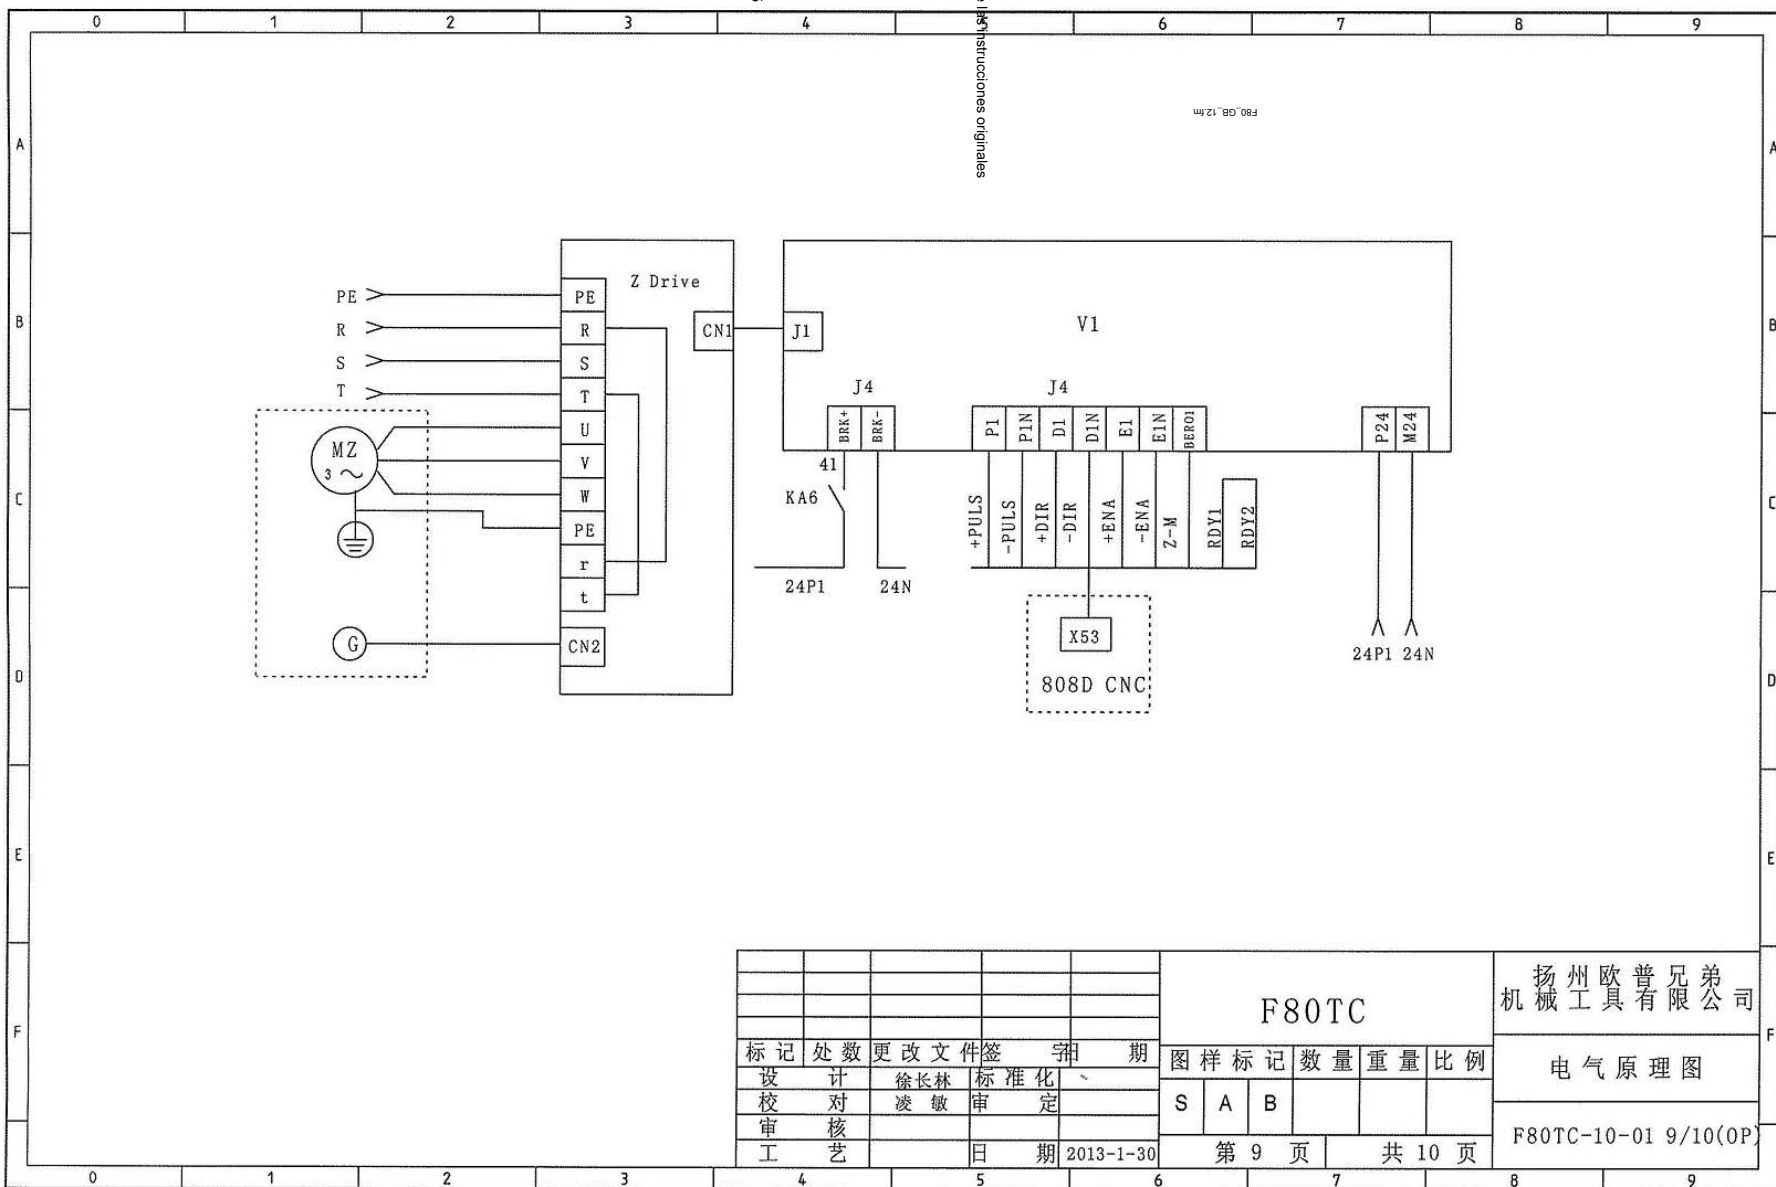 0 1 2 3 4 5 6 7 8 9
las instrucciones originales
F80_GB_12.fm
A A
B B
C C
D D
E E
F F
Z Drive
PE PE
R R
S S
T T
U
V
W
PE
r
t
CN2
CN1
J1
V1
MZ
3 ~
G
J4
J4
BRK+
BRK-
P1
P1N
D1
D1N
E1
E1N
BERO1
P24
M24
41
KA6
24P1
24N
+PULS
-PULS
+DIR
-DIR
+ENA
-ENA
Z-M
RDY1
RDY2
X53
808D CNC
24P1 24N
标记 处数 更改文件 签 字 日 期
设 计 徐长林 标准化
校 对 凌 敏 审 定
审 核
工 艺 日 期 2013-1-30
F80TC
图样标记 数量 重量 比例
S A B
第 9 页 共 10 页
扬州欧普兄弟
机械工具有限公司
电气原理图
F80TC-10-01 9/10(OP)
0 1 2 3 4 5 6 7 8 9